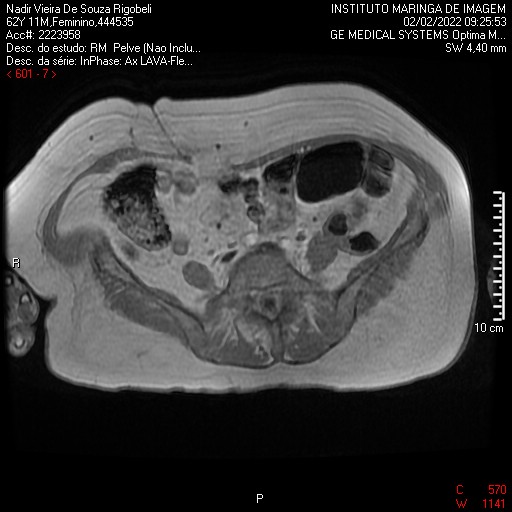 Nadir Vieira De Souza Rigobeli
62Y 11M,Feminino,444535
Acc#: 2223958
Desc. do estudo: RM Pelve (Nao Inclu...
Desc. da série: InPhase: Ax LAVA-Fle...
< 601 - 7 >
INSTITUTO MARINGA DE IMAGEM
02/02/2022 09:25:53
GE MEDICAL SYSTEMS Optima M...
SW 4,40 mm
R
10 cm
P
C 570
W 1141